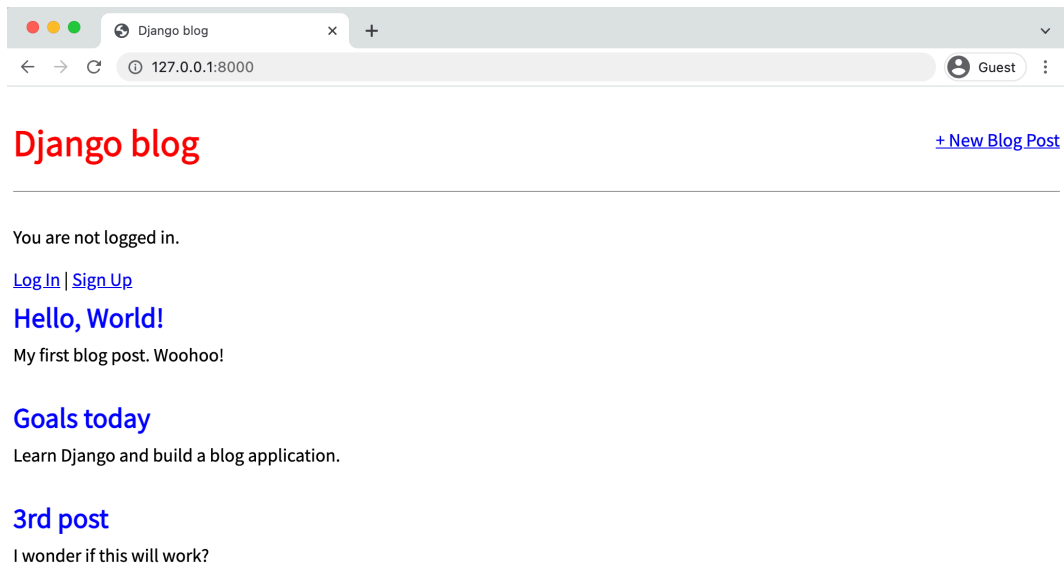 Django blog
127.0.0.1:8000
Guest
Django blog
+ New Blog Post
You are not logged in.
Log In | Sign Up
Hello, World!
My first blog post. Woohoo!
Goals today
Learn Django and build a blog application.
3rd post
I wonder if this will work?